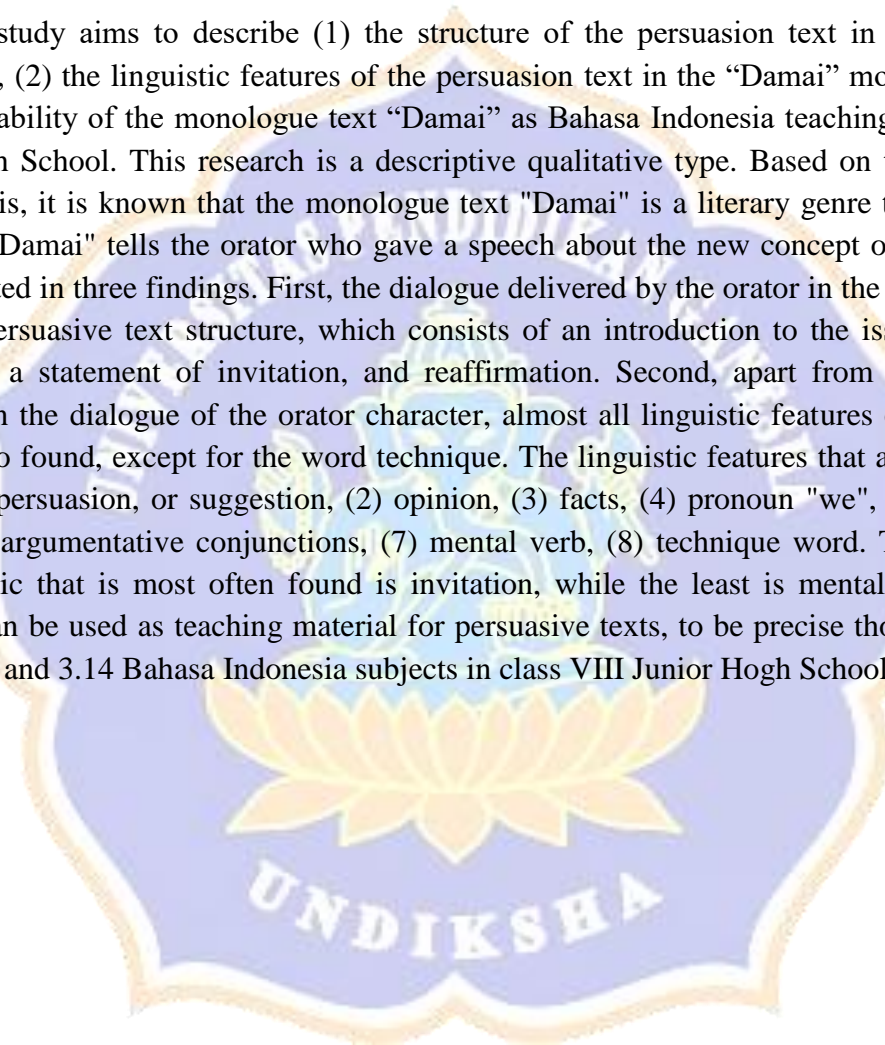 study aims to describe (1) the structure of the persuasion text in
, (2) the linguistic features of the persuasion text in the “Damai” mo
ability of the monologue text “Damai” as Bahasa Indonesia teaching
h School. This research is a descriptive qualitative type. Based on
is, it is known that the monologue text "Damai" is a literary genre
"Damai" tells the orator who gave a speech about the new concept o
ted in three findings. First, the dialogue delivered by the orator in the
ersuasive text structure, which consists of an introduction to the is
a statement of invitation, and reaffirmation. Second, apart from
n the dialogue of the orator character, almost all linguistic features
o found, except for the word technique. The linguistic features that a
persuasion, or suggestion, (2) opinion, (3) facts, (4) pronoun "we",
argumentative conjunctions, (7) mental verb, (8) technique word. T
ic that is most often found is invitation, while the least is mental
an be used as teaching material for persuasive texts, to be precise tho
and 3.14 Bahasa Indonesia subjects in class VIII Junior Hogh School
UNIVERSITAS PENDIDIKAN GANESHA
UNDIKSHA